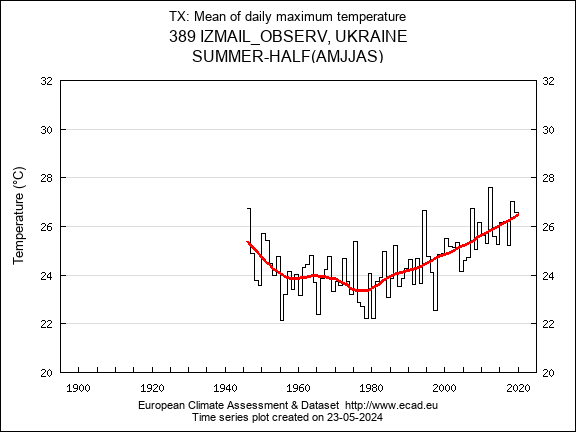 TX: Mean of daily maximum temperature
389 IZMAIL_OBSERV, UKRAINE
SUMMER-HALF(AMJJAS)
32 32
30 30
28 28
Temperature (°C)
26 26
24 24
22 22
20 20
1900 1920 1940 1960 1980 2000 2020
European Climate Assessment & Dataset http://www.ecad.eu
Time series plot created on 23-05-2024